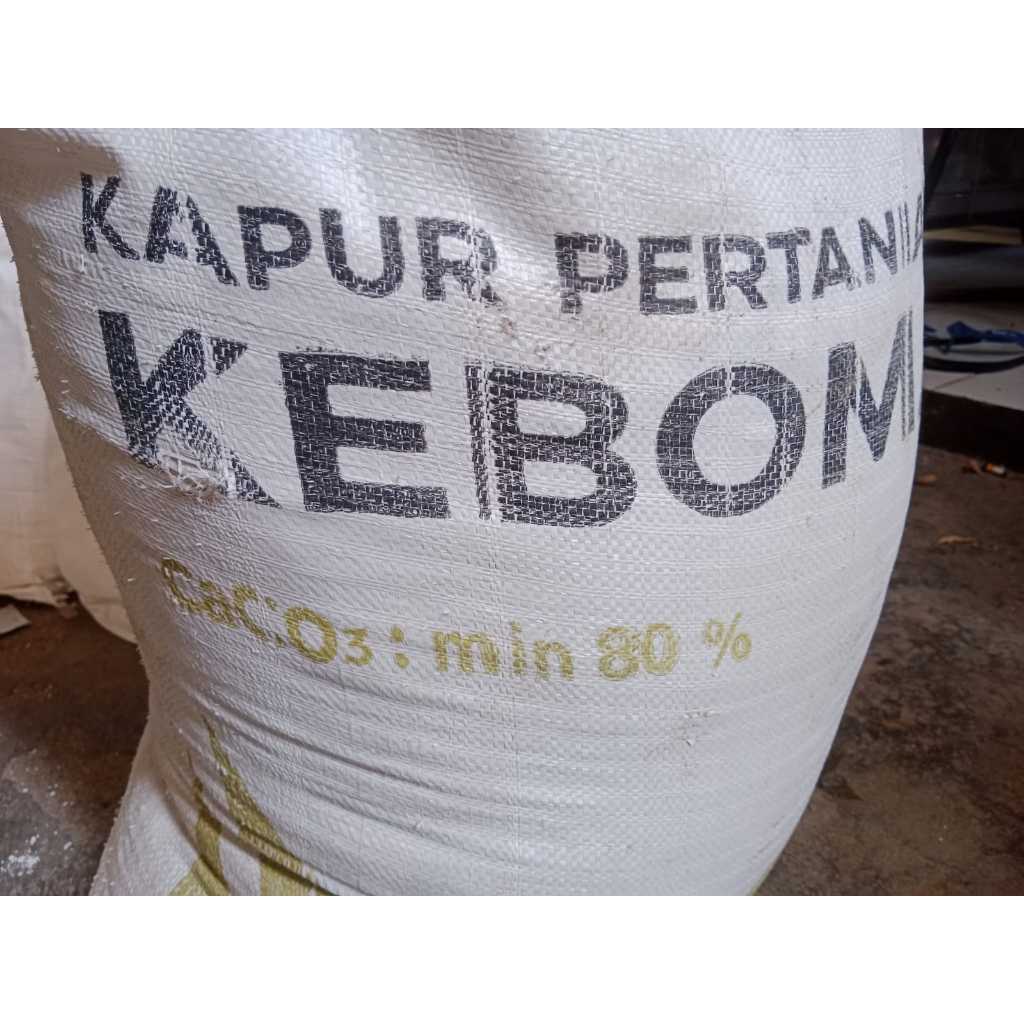 KAPUR PERTANIA
KEBOM
CaCO3 : min 80 %